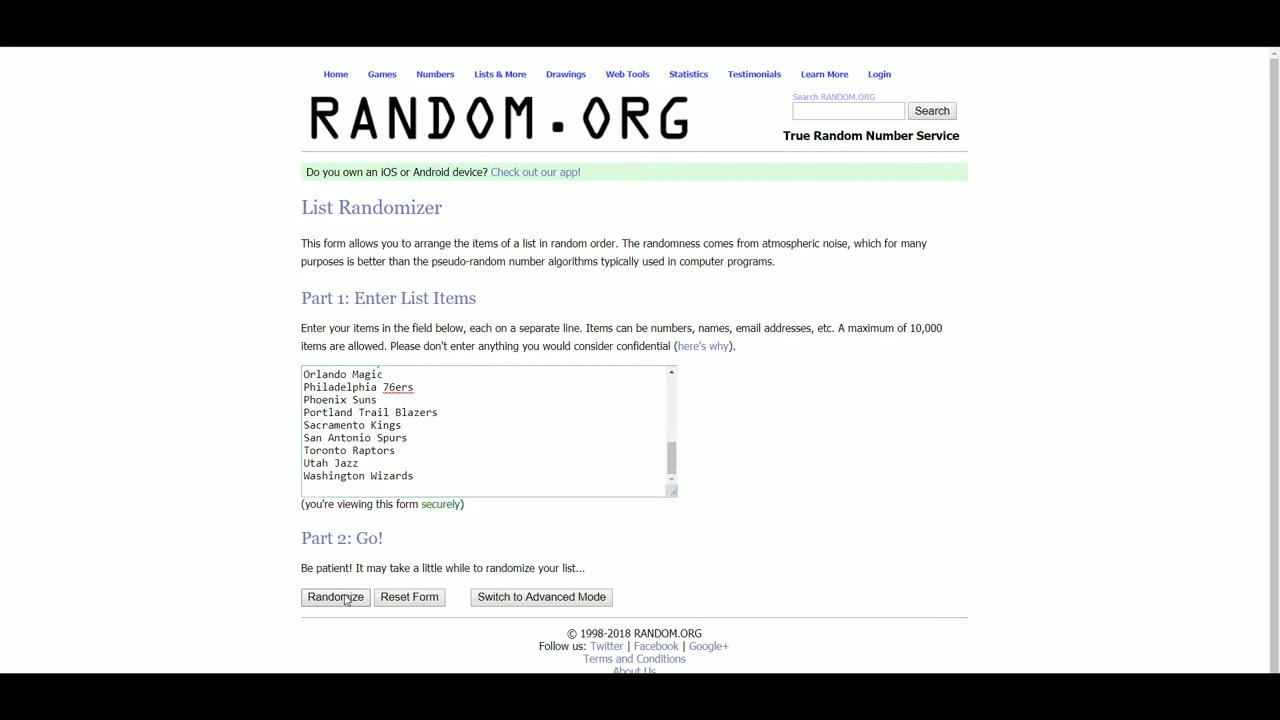 Home Games Numbers Lists & More Drawings Web Tools Statistics Testimonials Learn More Login
RANDOM.ORG
Search RANDOM.ORG
Search
True Random Number Service
Do you own an iOS or Android device? Check out our app!
List Randomizer
This form allows you to arrange the items of a list in random order. The randomness comes from atmospheric noise, which for many
purposes is better than the pseudo-random number algorithms typically used in computer programs.
Part 1: Enter List Items
Enter your items in the field below, each on a separate line. Items can be numbers, names, email addresses, etc. A maximum of 10,000
items are allowed. Please don't enter anything you would consider confidential (here's why).
Orlando Magic
Philadelphia 76ers
Phoenix Suns
Portland Trail Blazers
Sacramento Kings
San Antonio Spurs
Toronto Raptors
Utah Jazz
Washington Wizards
(you're viewing this form securely)
Part 2: Go!
Be patient! It may take a little while to randomize your list...
Randomize Reset Form Switch to Advanced Mode
© 1998-2018 RANDOM.ORG
Follow us: Twitter | Facebook | Google+
Terms and Conditions
About Us